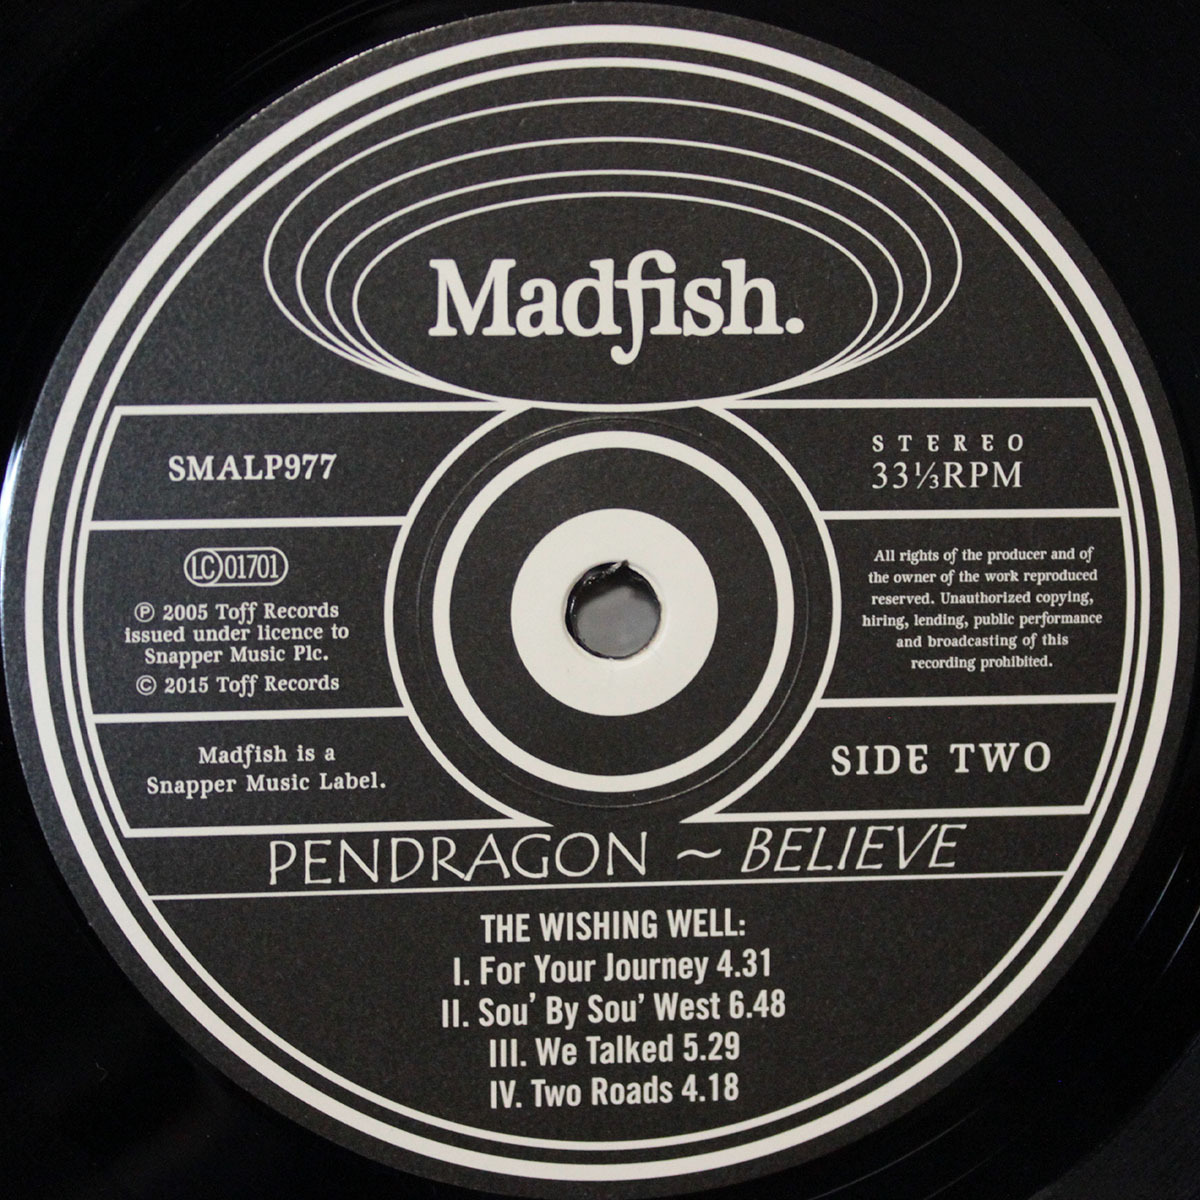 Madfish.
SMALP977
STEREO
33⅓RPM
LC 01701
℗ 2005 Toff Records
issued under licence to
Snapper Music Plc.
© 2015 Toff Records
All rights of the producer and of
the owner of the work reproduced
reserved. Unauthorized copying,
hiring, lending, public performance
and broadcasting of this
recording prohibited.
Madfish is a
Snapper Music Label.
SIDE TWO
PENDRAGON ~ BELIEVE
THE WISHING WELL:
I. For Your Journey 4.31
II. Sou' By Sou' West 6.48
III. We Talked 5.29
IV. Two Roads 4.18